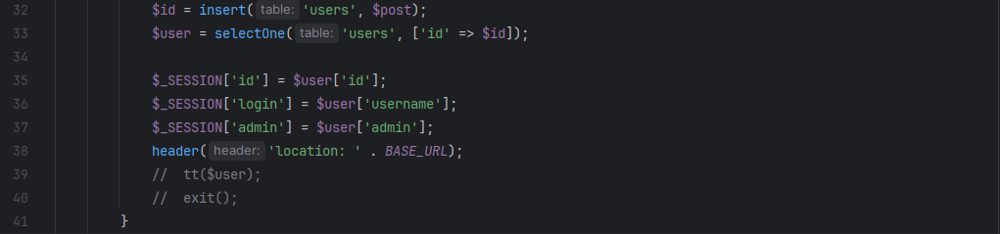 32 $id = insert( table: 'users', $post);
33 $user = selectOne( table: 'users', ['id' => $id]);
34
35 $_SESSION['id'] = $user['id'];
36 $_SESSION['login'] = $user['username'];
37 $_SESSION['admin'] = $user['admin'];
38 header( header: 'location: ' . BASE_URL);
39 //  tt($user);
40 //  exit();
41 }